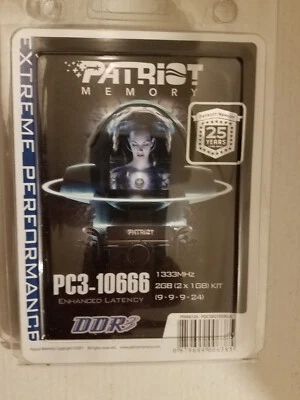 EXTREME PERFORMANCE
PATRIOT
MEMORY
25
YEARS
PATRIOT
PC3-10666
ENHANCED LATENCY
1333MHz
2GB (2 x 1GB) KIT
(9-9-9-24)
DDR3